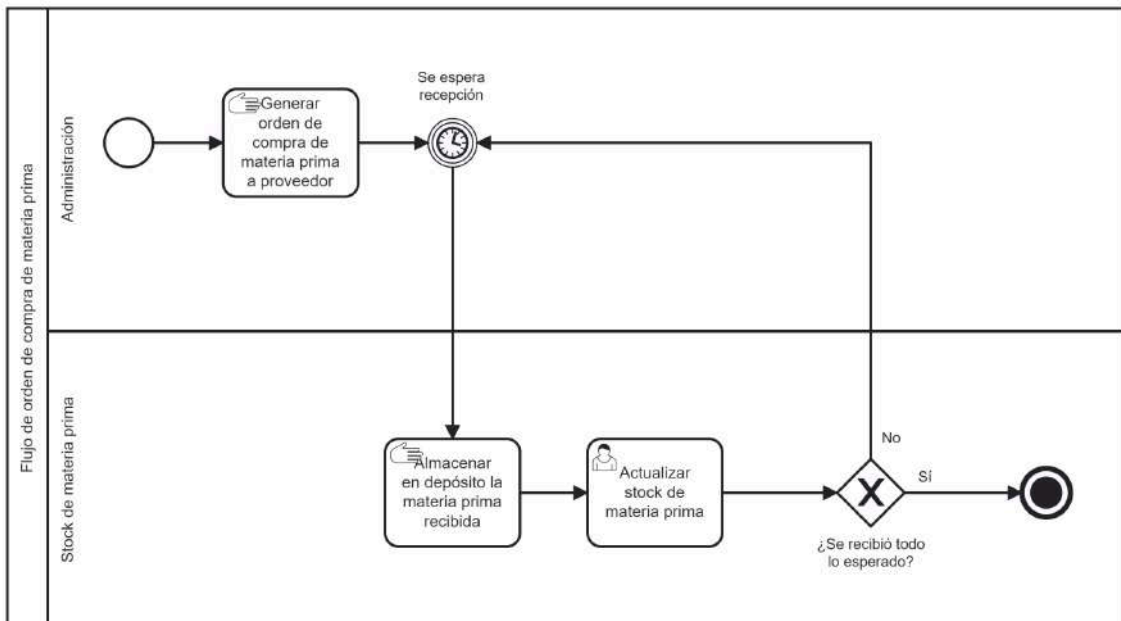 Flujo de orden de compra de materia prima
Administración
Generar
orden de
compra de
materia prima
a proveedor
Se espera
recepción
Stock de materia prima
Almacenar
en depósito la
materia prima
recibida
Actualizar
stock de
materia prima
No
Sí
¿Se recibió todo
lo esperado?